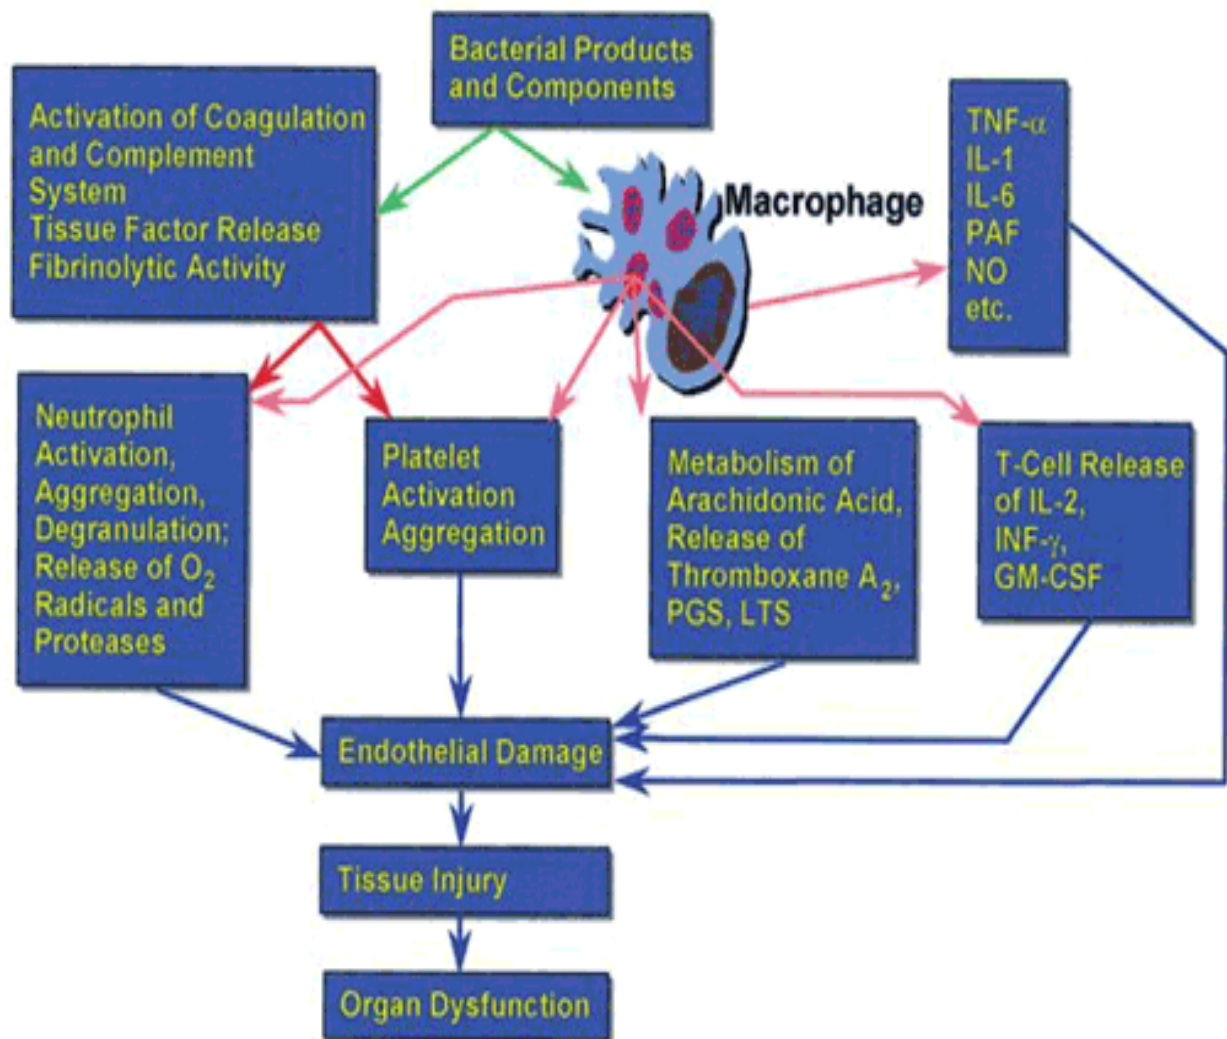 Bacterial Products
and Components
Activation of Coagulation
and Complement
System
Tissue Factor Release
Fibrinolytic Activity
Macrophage
TNF-α
IL-1
IL-6
PAF
NO
etc.
Neutrophil
Activation,
Aggregation,
Degranulation;
Release of O₂
Radicals and
Proteases
Platelet
Activation
Aggregation
Metabolism of
Arachidonic Acid,
Release of
Thromboxane A₂,
PGS, LTS
T-Cell Release
of IL-2,
INF-γ,
GM-CSF
Endothelial Damage
Tissue Injury
Organ Dysfunction